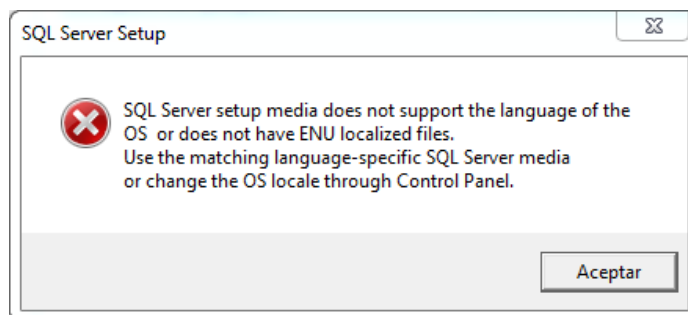 SQL Server Setup
SQL Server setup media does not support the language of the
OS or does not have ENU localized files.
Use the matching language-specific SQL Server media
or change the OS locale through Control Panel.
Aceptar